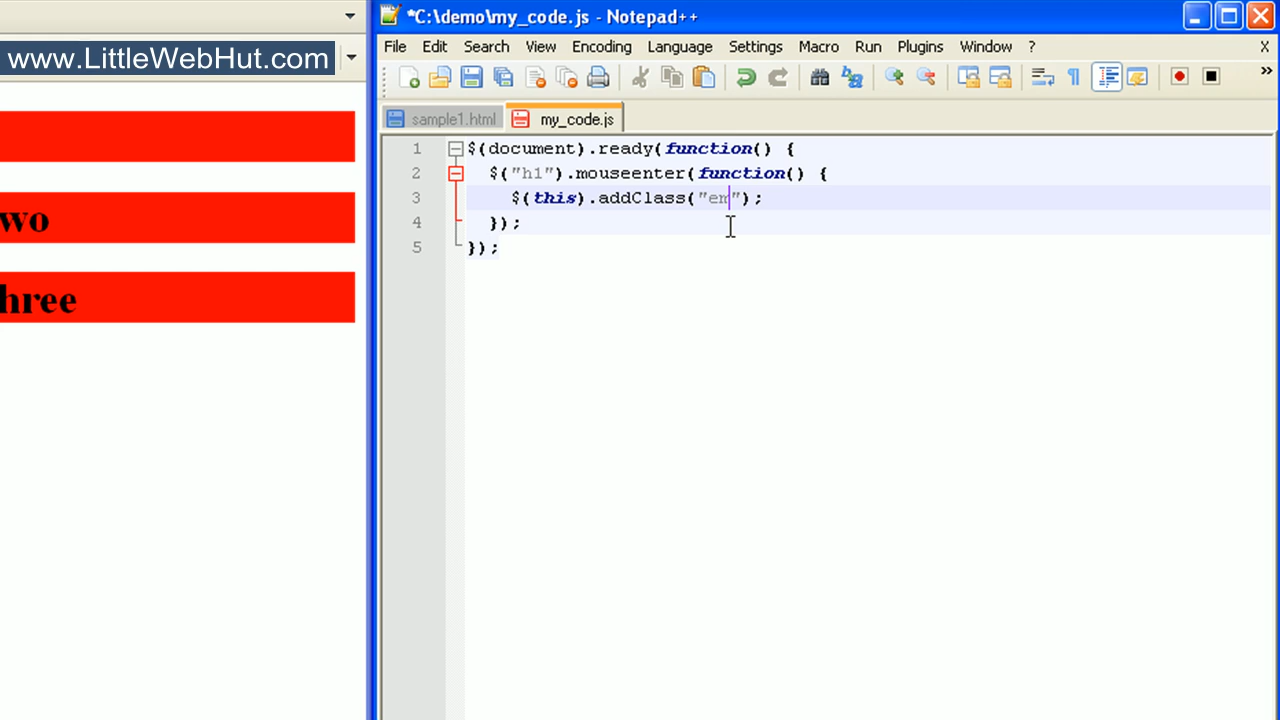 *C:\demo\my_code.js - Notepad++
www.LittleWebHut.com
File Edit Search View Encoding Language Settings Macro Run Plugins Window ? X
sample1.html my_code.js
wo
hree
1 $(document).ready(function() {
2 $("h1").mouseenter(function() {
3 $(this).addClass("em");
4 });
5 });